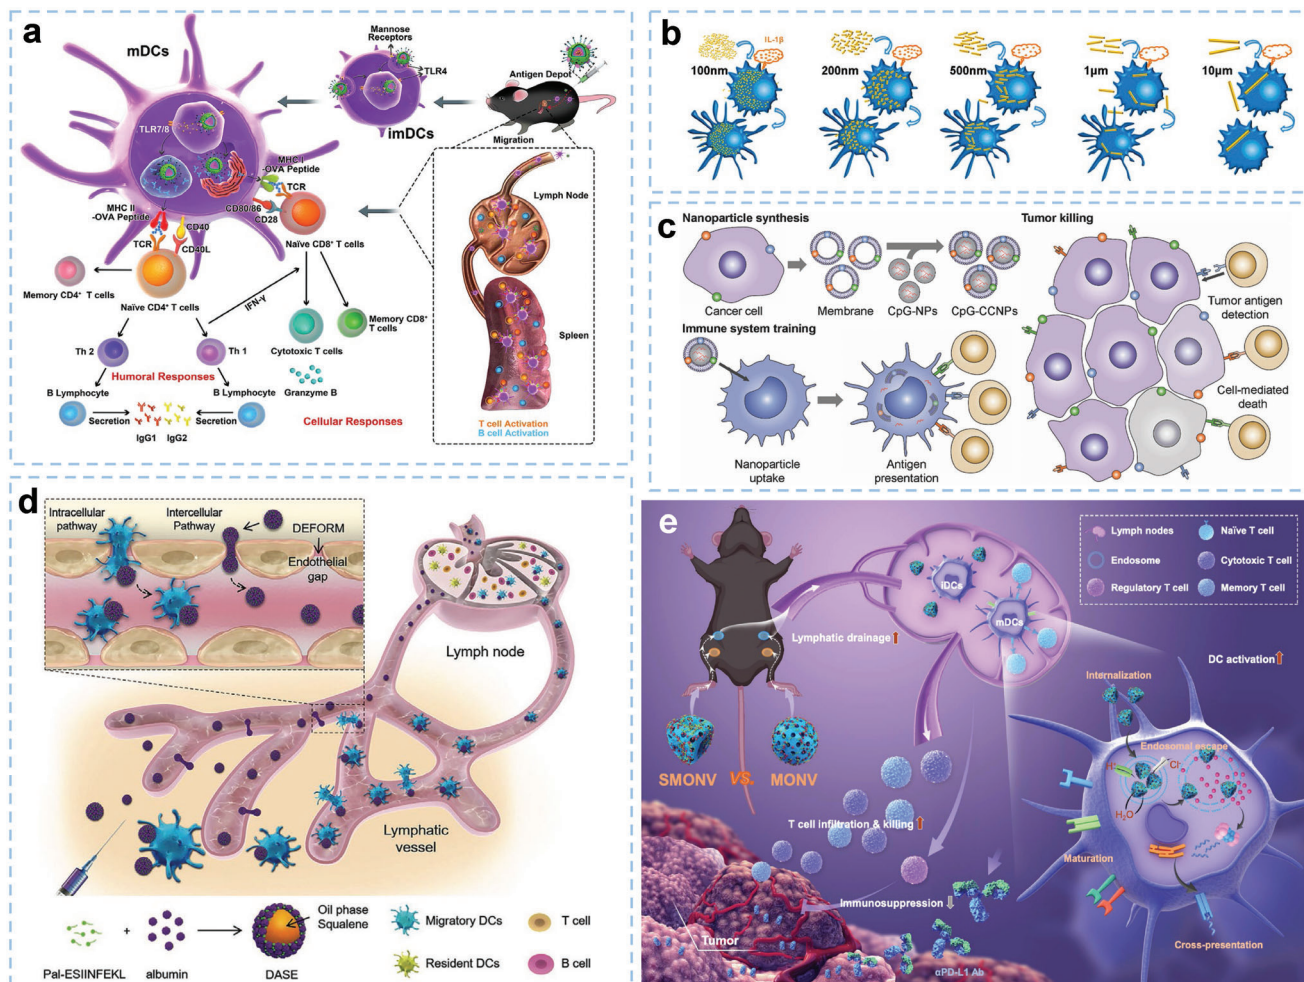 a
mDCs
Mannose
Receptors
TLR4
Antigen Depot
imDCs
Migration
TLR7/8
MHC I
-OVA Peptide
TCR
CD80/86
CD28
MHC II
-OVA Peptide
CD40
TCR
CD40L
Naïve CD8⁺ T cells
Memory CD4⁺ T cells
Naïve CD4⁺ T cells
IFN-γ
Memory CD8⁺
T cells
Cytotoxic T cells
Th 2
Th 1
Humoral Responses
B Lymphocyte
B Lymphocyte
Granzyme B
Secretion
Secretion
IgG1
IgG2
Cellular Responses
Lymph Node
Spleen
T cell Activation
B cell Activation
b
IL-1β
100nm
200nm
500nm
1μm
10μm
c
Nanoparticle synthesis
Tumor killing
Cancer cell
Membrane
CpG-NPs
CpG-CCNPs
Tumor antigen
detection
Immune system training
Cell-mediated
death
Nanoparticle
uptake
Antigen
presentation
d
Intracellular
pathway
Intercellular
Pathway
DEFORM
Endothelial
gap
Lymph node
Lymphatic
vessel
Oil phase
Squalene
Pal-ESIINFEKL
+
albumin
DASE
Migratory DCs
T cell
Resident DCs
B cell
e
Lymph nodes
Naïve T cell
Endosome
Cytotoxic T cell
Regulatory T cell
Memory T cell
iDCs
mDCs
Lymphatic drainage
DC activation
Internalization
SMONV
VS.
MONV
Endosomal escape
H⁺
Cl⁻
H₂O
T cell infiltration & killing
Maturation
Immunosuppression
Tumor
Cross-presentation
αPD-L1 Ab